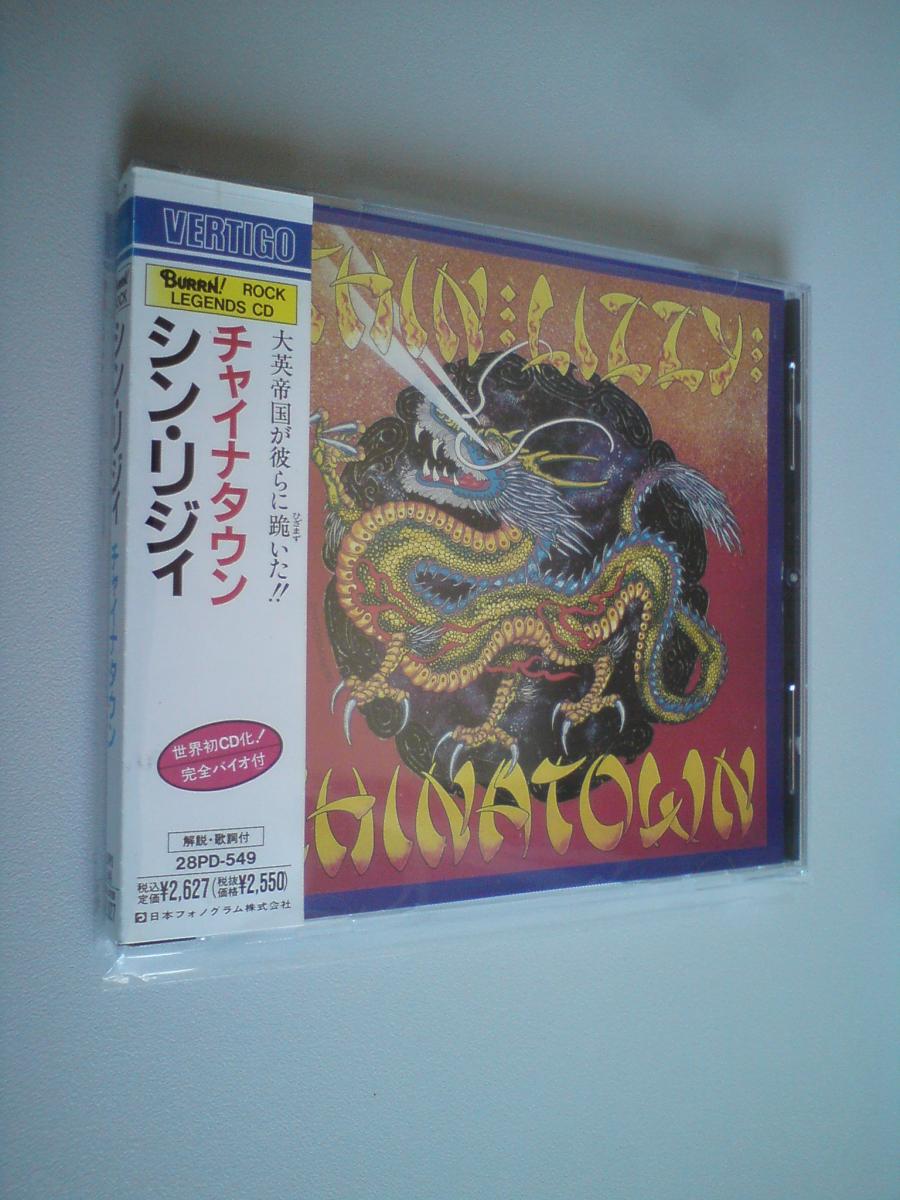 VERTIGO
BURRN! ROCK
LEGENDS CD
大英帝国が彼らに跪いた!!
ひざまず
チャイナタウン
シン・リジィ
世界初CD化!
完全バイオ付
解説・歌詞付
28PD-549
税込定価¥2,627(税抜価格¥2,550)
日本フォノグラム株式会社
シン・リジィ チャイナタウン
THIN LIZZY
CHINATOWN